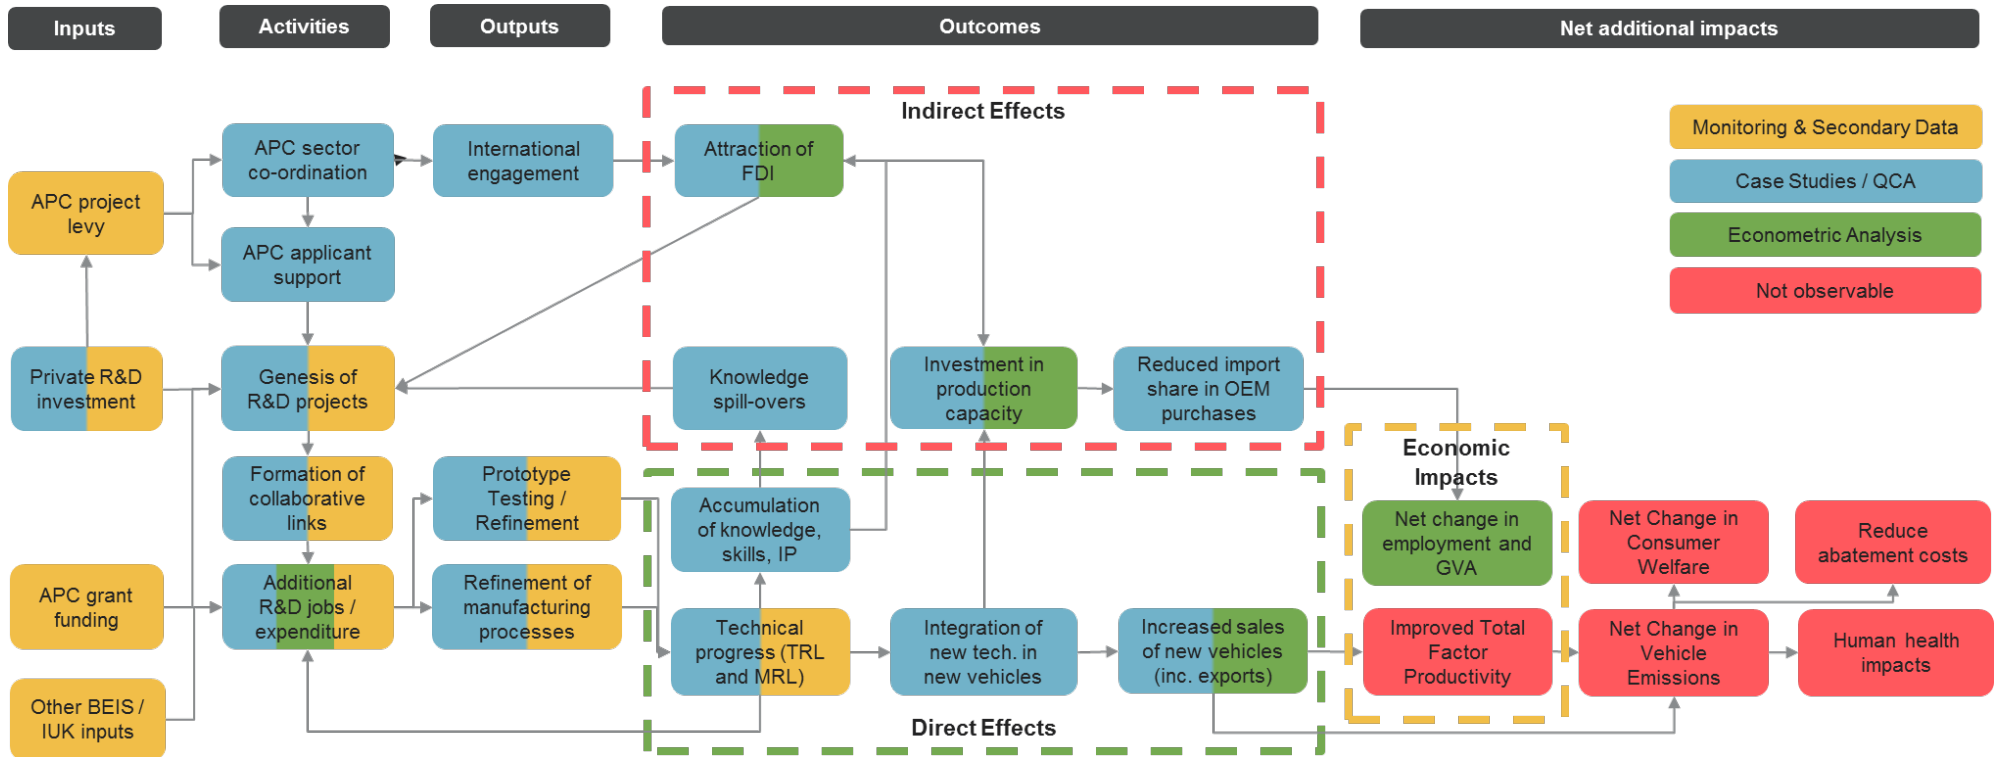 Inputs
Activities
Outputs
Outcomes
Net additional impacts
Indirect Effects
Monitoring & Secondary Data
Case Studies / QCA
Econometric Analysis
Not observable
APC project
levy
APC sector
co-ordination
International
engagement
Attraction of
FDI
APC applicant
support
Private R&D
investment
Genesis of
R&D projects
Knowledge
spill-overs
Investment in
production
capacity
Reduced import
share in OEM
purchases
Formation of
collaborative
links
Prototype
Testing /
Refinement
Accumulation
of knowledge,
skills, IP
Economic
Impacts
Net change in
employment and
GVA
Net Change in
Consumer
Welfare
Reduce
abatement costs
APC grant
funding
Additional
R&D jobs /
expenditure
Refinement of
manufacturing
processes
Technical
progress (TRL
and MRL)
Integration of
new tech. in
new vehicles
Increased sales
of new vehicles
(inc. exports)
Improved Total
Factor
Productivity
Net Change in
Vehicle
Emissions
Human health
impacts
Other BEIS /
IUK inputs
Direct Effects